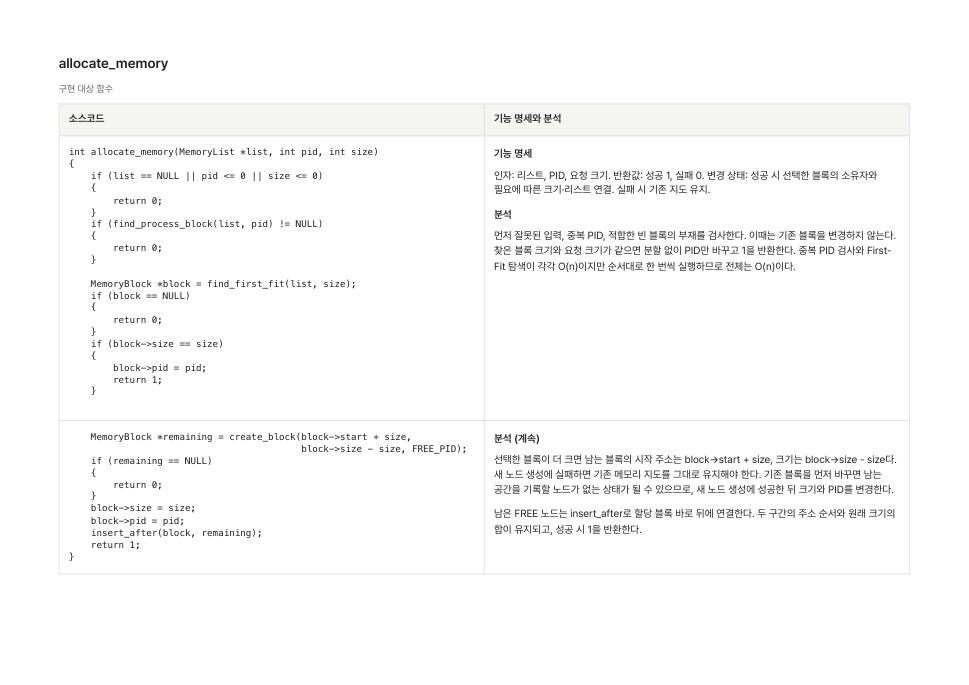 allocate_memory
구현 대상 함수
소스코드
기능 명세와 분석
int allocate_memory(MemoryList *list, int pid, int size)
{
    if (list == NULL || pid <= 0 || size <= 0)
    {
        return 0;
    }
    if (find_process_block(list, pid) != NULL)
    {
        return 0;
    }

    MemoryBlock *block = find_first_fit(list, size);
    if (block == NULL)
    {
        return 0;
    }
    if (block->size == size)
    {
        block->pid = pid;
        return 1;
    }
기능 명세
인자: 리스트, PID, 요청 크기. 반환값: 성공 1, 실패 0. 변경 상태: 성공 시 선택한 블록의 소유자와
필요에 따른 크기·리스트 연결. 실패 시 기존 지도 유지.
분석
먼저 잘못된 입력, 중복 PID, 적합한 빈 블록의 부재를 검사한다. 이때는 기존 블록을 변경하지 않는다.
찾은 블록 크기와 요청 크기가 같으면 분할 없이 PID만 바꾸고 1을 반환한다. 중복 PID 검사와 First-
Fit 탐색이 각각 O(n)이지만 순서대로 한 번씩 실행하므로 전체는 O(n)이다.
    MemoryBlock *remaining = create_block(block->start + size,
                                          block->size - size, FREE_PID);
    if (remaining == NULL)
    {
        return 0;
    }
    block->size = size;
    block->pid = pid;
    insert_after(block, remaining);
    return 1;
}
분석 (계속)
선택한 블록이 더 크면 남는 블록의 시작 주소는 block->start + size, 크기는 block->size - size다.
새 노드 생성에 실패하면 기존 메모리 지도를 그대로 유지해야 한다. 기존 블록을 먼저 바꾸면 남는
공간을 기록할 노드가 없는 상태가 될 수 있으므로, 새 노드 생성에 성공한 뒤 크기와 PID를 변경한다.
남은 FREE 노드는 insert_after로 할당 블록 바로 뒤에 연결한다. 두 구간의 주소 순서와 원래 크기의
합이 유지되고, 성공 시 1을 반환한다.